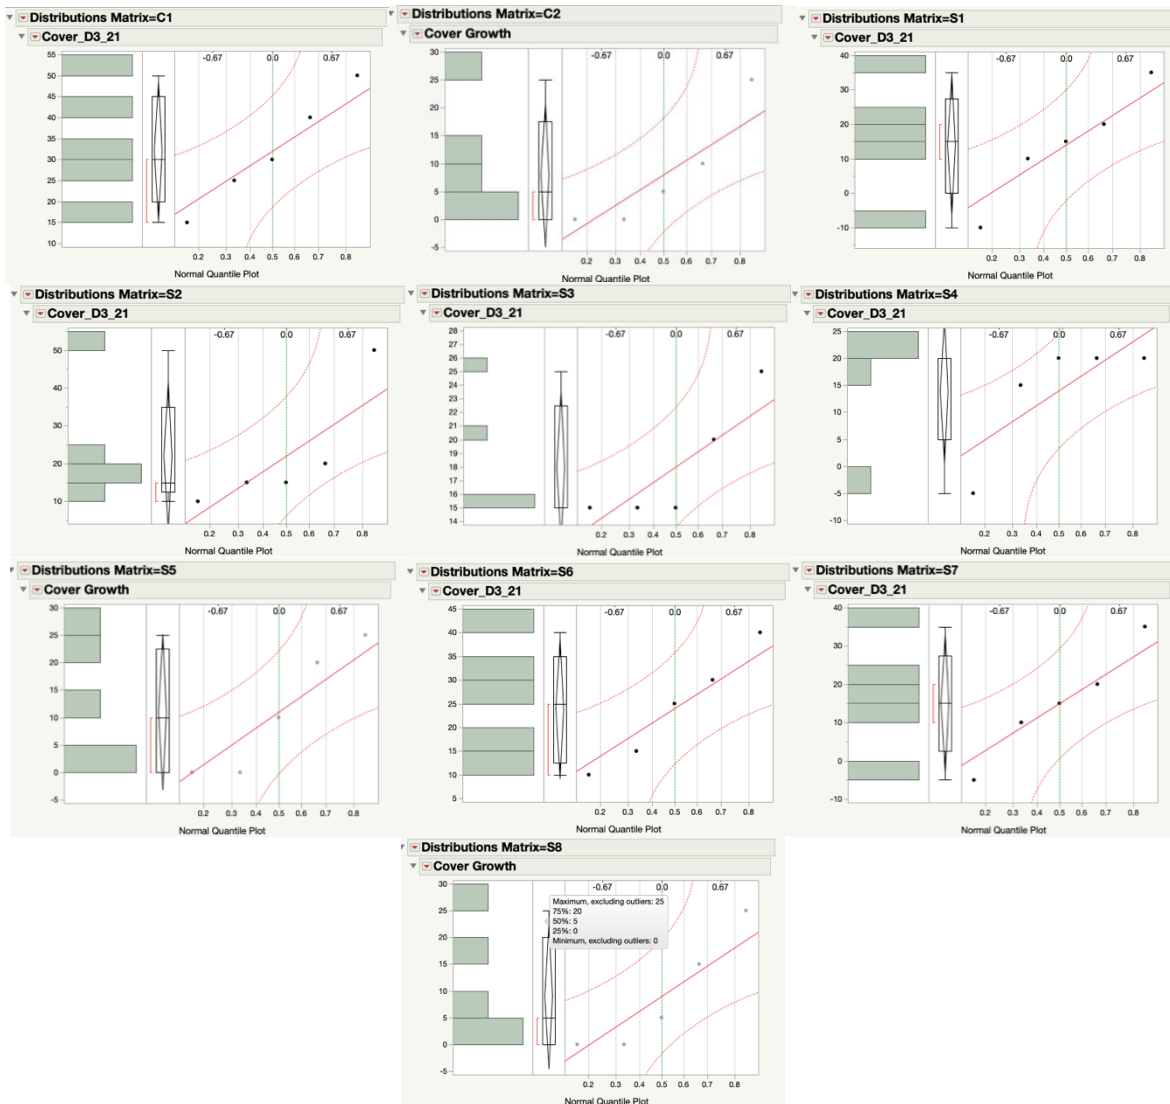 Distributions Matrix=C1
Cover_D3_21
55
50
45
40
35
30
25
20
15
10
-0.67 0.0 0.67
0.2 0.3 0.4 0.5 0.6 0.7 0.8
Normal Quantile Plot
Distributions Matrix=C2
Cover Growth
30
25
20
15
10
5
0
-5
-0.67 0.0 0.67
0.2 0.3 0.4 0.5 0.6 0.7 0.8
Normal Quantile Plot
Distributions Matrix=S1
Cover_D3_21
40
30
20
10
0
-10
-0.67 0.0 0.67
0.2 0.3 0.4 0.5 0.6 0.7 0.8
Normal Quantile Plot
Distributions Matrix=S2
Cover_D3_21
50
40
30
20
10
-0.67 0.0 0.67
0.2 0.3 0.4 0.5 0.6 0.7 0.8
Normal Quantile Plot
Distributions Matrix=S3
Cover_D3_21
28
27
26
25
24
23
22
21
20
19
18
17
16
14
-0.67 0.0 0.67
0.2 0.3 0.4 0.5 0.6 0.7 0.8
Normal Quantile Plot
Distributions Matrix=S4
Cover_D3_21
25
20
15
10
5
0
-5
-10
-0.67 0.0 0.67
0.2 0.3 0.4 0.5 0.6 0.7 0.8
Normal Quantile Plot
Distributions Matrix=S5
Cover Growth
30
25
20
15
10
5
0
-5
-0.67 0.0 0.67
0.2 0.3 0.4 0.5 0.6 0.7 0.8
Normal Quantile Plot
Distributions Matrix=S6
Cover_D3_21
45
40
35
30
25
20
15
10
5
-0.67 0.0 0.67
0.2 0.3 0.4 0.5 0.6 0.7 0.8
Normal Quantile Plot
Distributions Matrix=S7
Cover_D3_21
40
30
20
10
0
-10
-0.67 0.0 0.67
0.2 0.3 0.4 0.5 0.6 0.7 0.8
Normal Quantile Plot
Distributions Matrix=S8
Cover Growth
30
25
20
15
10
5
0
-5
-0.67 0.0 0.67
Maximum, excluding outliers: 25
75%: 20
50%: 5
25%: 0
Minimum, excluding outliers: 0
0.2 0.3 0.4 0.5 0.6 0.7 0.8
Normal Quantile Plot